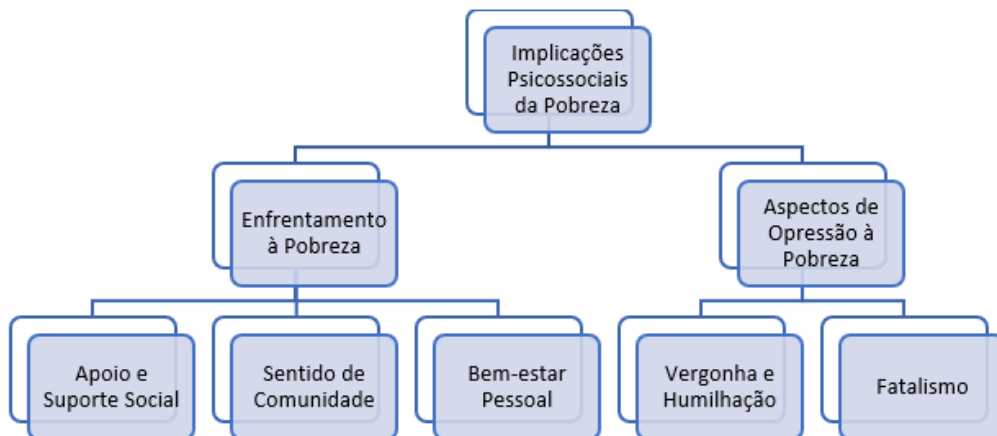 Implicações
Psicossociais
da Pobreza
Enfrentamento
à Pobreza
Aspectos de
Opressão à
Pobreza
Apoio e
Suporte Social
Sentido de
Comunidade
Bem-estar
Pessoal
Vergonha e
Humilhação
Fatalismo